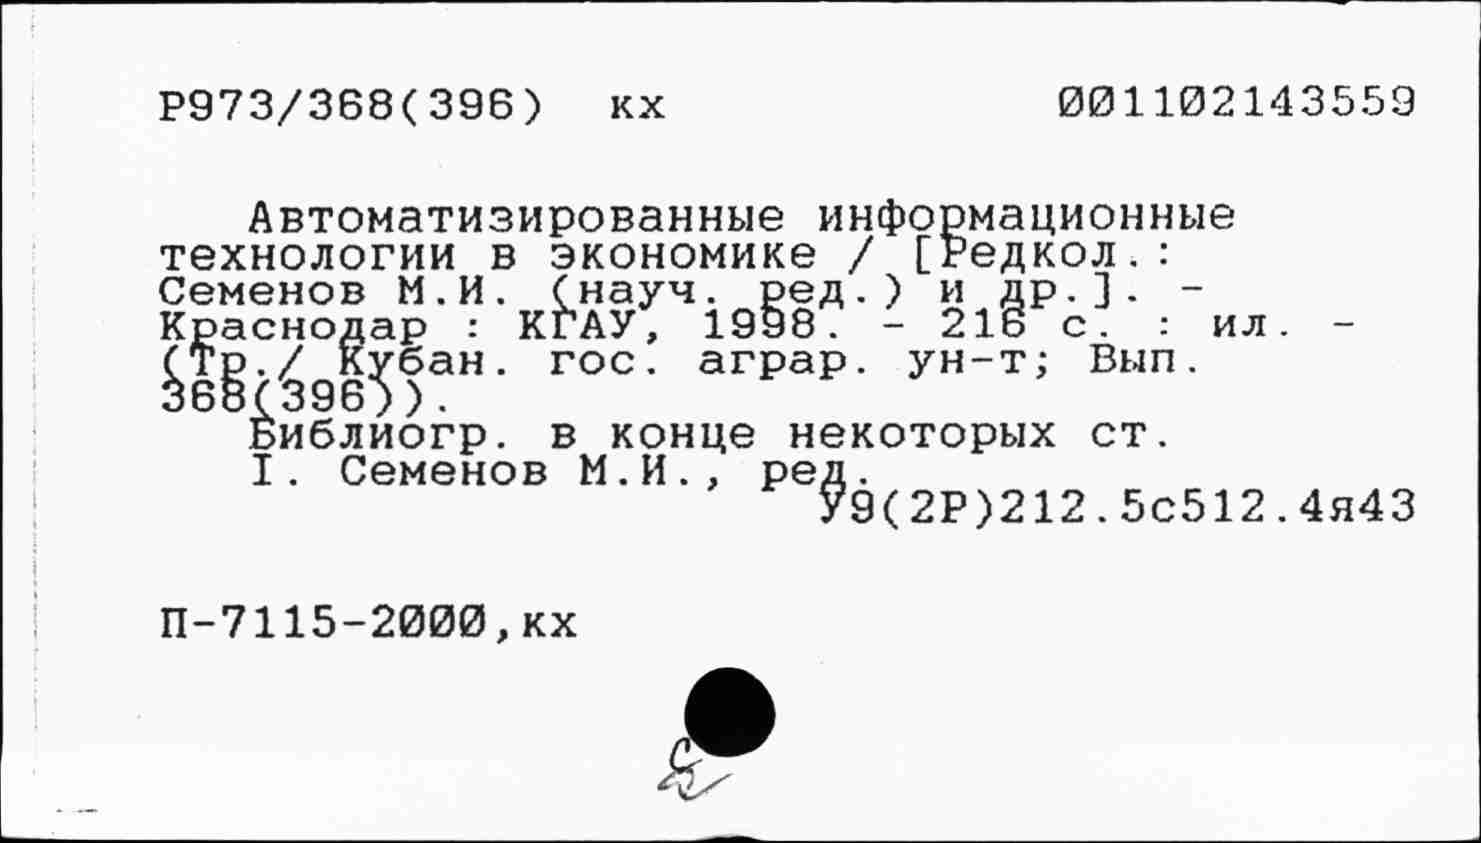 Р973/368(396) кх 001102143559
Автоматизированные информационные
технологии в экономике / [Редкол.:
Семенов М.И. (науч. ред.) и др.]. -
Краснодар : КГАУ, 1998. - 216 с. : ил. -
(Тр./ Кубан. гос. аграр. ун-т; Вып.
368(396)).
Библиогр. в конце некоторых ст.
I. Семенов М.И., ред.
У9(2Р)212.5с512.4я43
П-7115-2000,кх